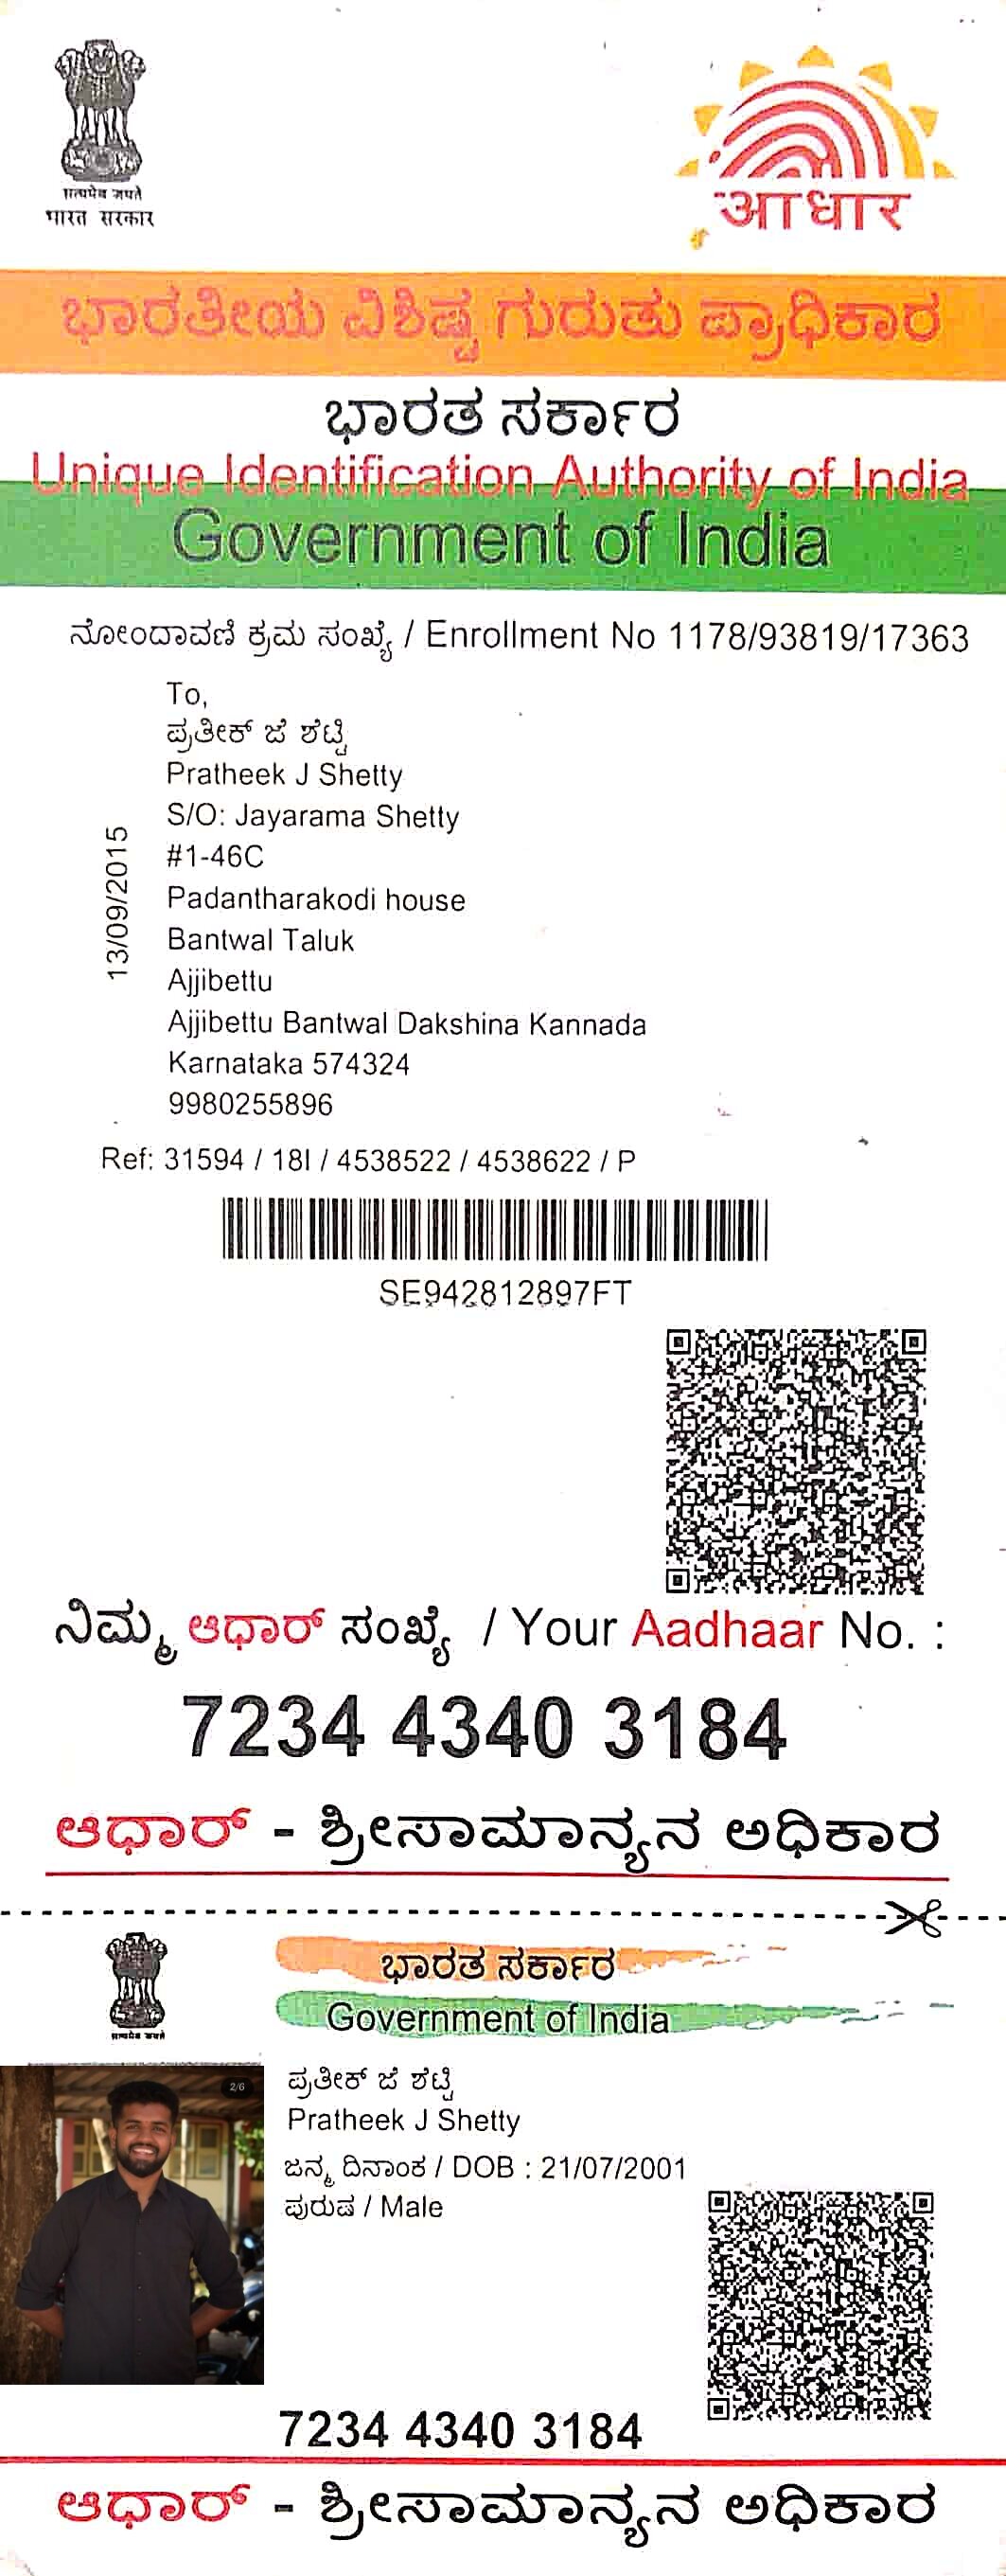 सत्यमेव जयते
भारत सरकार
आधार
ಭಾರತೀಯ ವಿಶಿಷ್ಟ ಗುರುತು ಪ್ರಾಧಿಕಾರ
ಭಾರತ ಸರ್ಕಾರ
Unique Identification Authority of India
Government of India
ನೋಂದಾವಣಿ ಕ್ರಮ ಸಂಖ್ಯೆ / Enrollment No 1178/93819/17363
To,
ಪ್ರತೀಕ್ ಜೆ ಶೆಟ್ಟಿ
Pratheek J Shetty
S/O: Jayarama Shetty
#1-46C
Padantharakodi house
Bantwal Taluk
Ajjibettu
Ajjibettu Bantwal Dakshina Kannada
Karnataka 574324
9980255896
13/09/2015
Ref: 31594 / 18I / 4538522 / 4538622 / P
SE942812897FT
ನಿಮ್ಮ ಆಧಾರ್ ಸಂಖ್ಯೆ / Your Aadhaar No. :
7234 4340 3184
ಆಧಾರ್ - ಶ್ರೀಸಾಮಾನ್ಯನ ಅಧಿಕಾರ
ಭಾರತ ಸರ್ಕಾರ
Government of India
सत्यमेव जयते
2/6
ಪ್ರತೀಕ್ ಜೆ ಶೆಟ್ಟಿ
Pratheek J Shetty
ಜನ್ಮ ದಿನಾಂಕ / DOB : 21/07/2001
ಪುರುಷ / Male
7234 4340 3184
ಆಧಾರ್ - ಶ್ರೀಸಾಮಾನ್ಯನ ಅಧಿಕಾರ